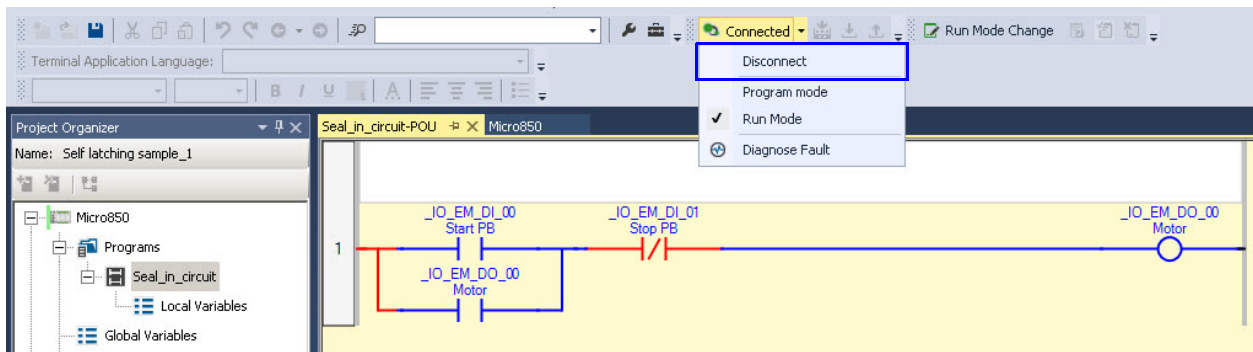 Connected
Run Mode Change
Terminal Application Language:
Disconnect
B I U A
Program mode
Run Mode
Diagnose Fault
Project Organizer
Seal_in_circuit-POU
Micro850
Name: Self latching sample_1
Micro850
Programs
Seal_in_circuit
Local Variables
Global Variables
1
_IO_EM_DI_00
Start PB
_IO_EM_DI_01
Stop PB
_IO_EM_DO_00
Motor
_IO_EM_DO_00
Motor